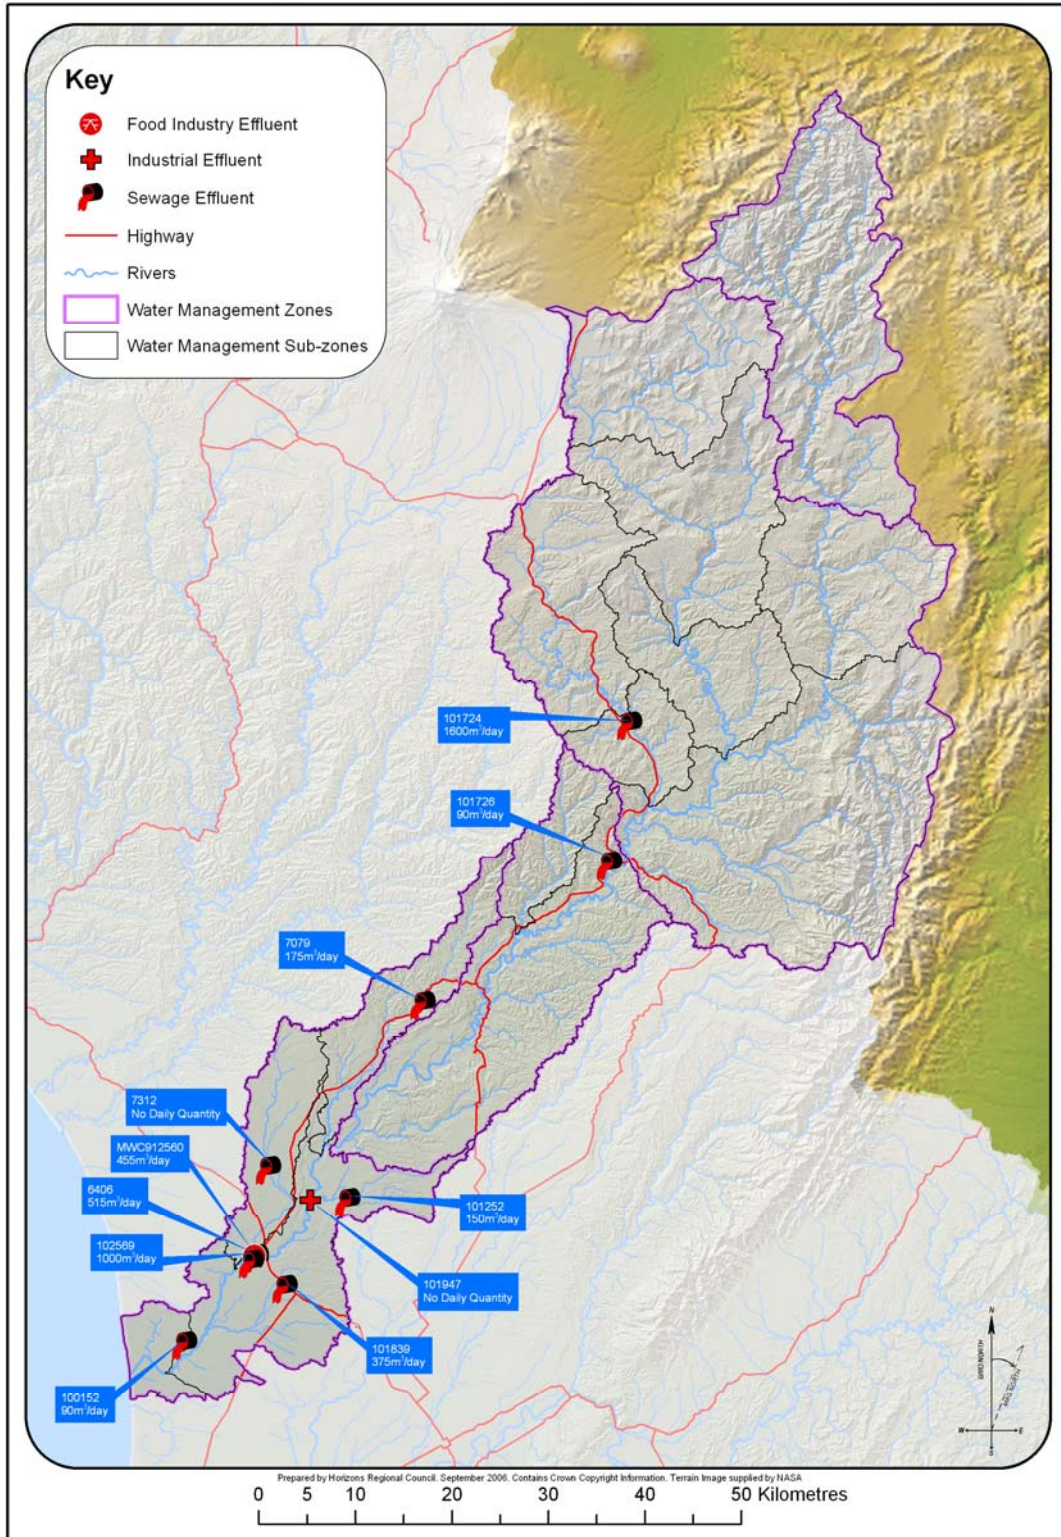 Key
Food Industry Effluent
Industrial Effluent
Sewage Effluent
Highway
Rivers
Water Management Zones
Water Management Sub-zones
101724
1600m³/day
101726
90m³/day
7079
175m³/day
7312
No Daily Quantity
MWC912560
455m³/day
6406
515m³/day
102569
1000m³/day
101252
150m³/day
101947
No Daily Quantity
101839
375m³/day
100152
90m³/day
N
GRID NORTH
W
E
S
Prepared by Horizons Regional Council. September 2006. Contains Crown Copyright Information. Terrain Image supplied by NASA
0 5 10 20 30 40 50 Kilometres